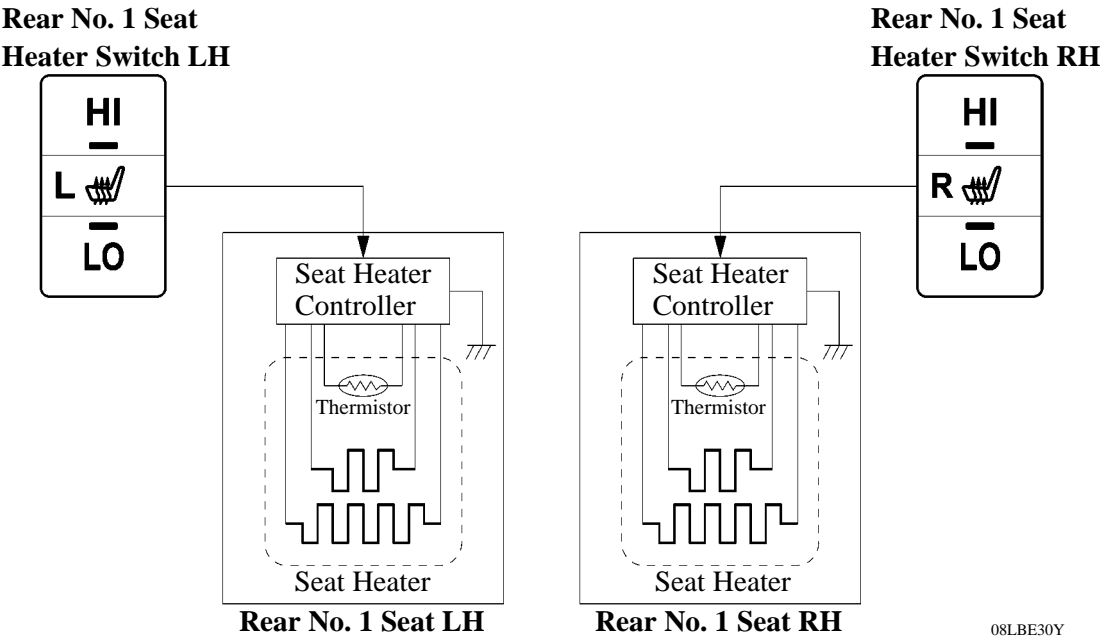 Rear No. 1 Seat
Heater Switch LH
Rear No. 1 Seat
Heater Switch RH
HI
L
LO
HI
R
LO
Seat Heater
Controller
Thermistor
Seat Heater
Rear No. 1 Seat LH
Seat Heater
Controller
Thermistor
Seat Heater
Rear No. 1 Seat RH
08LBE30Y